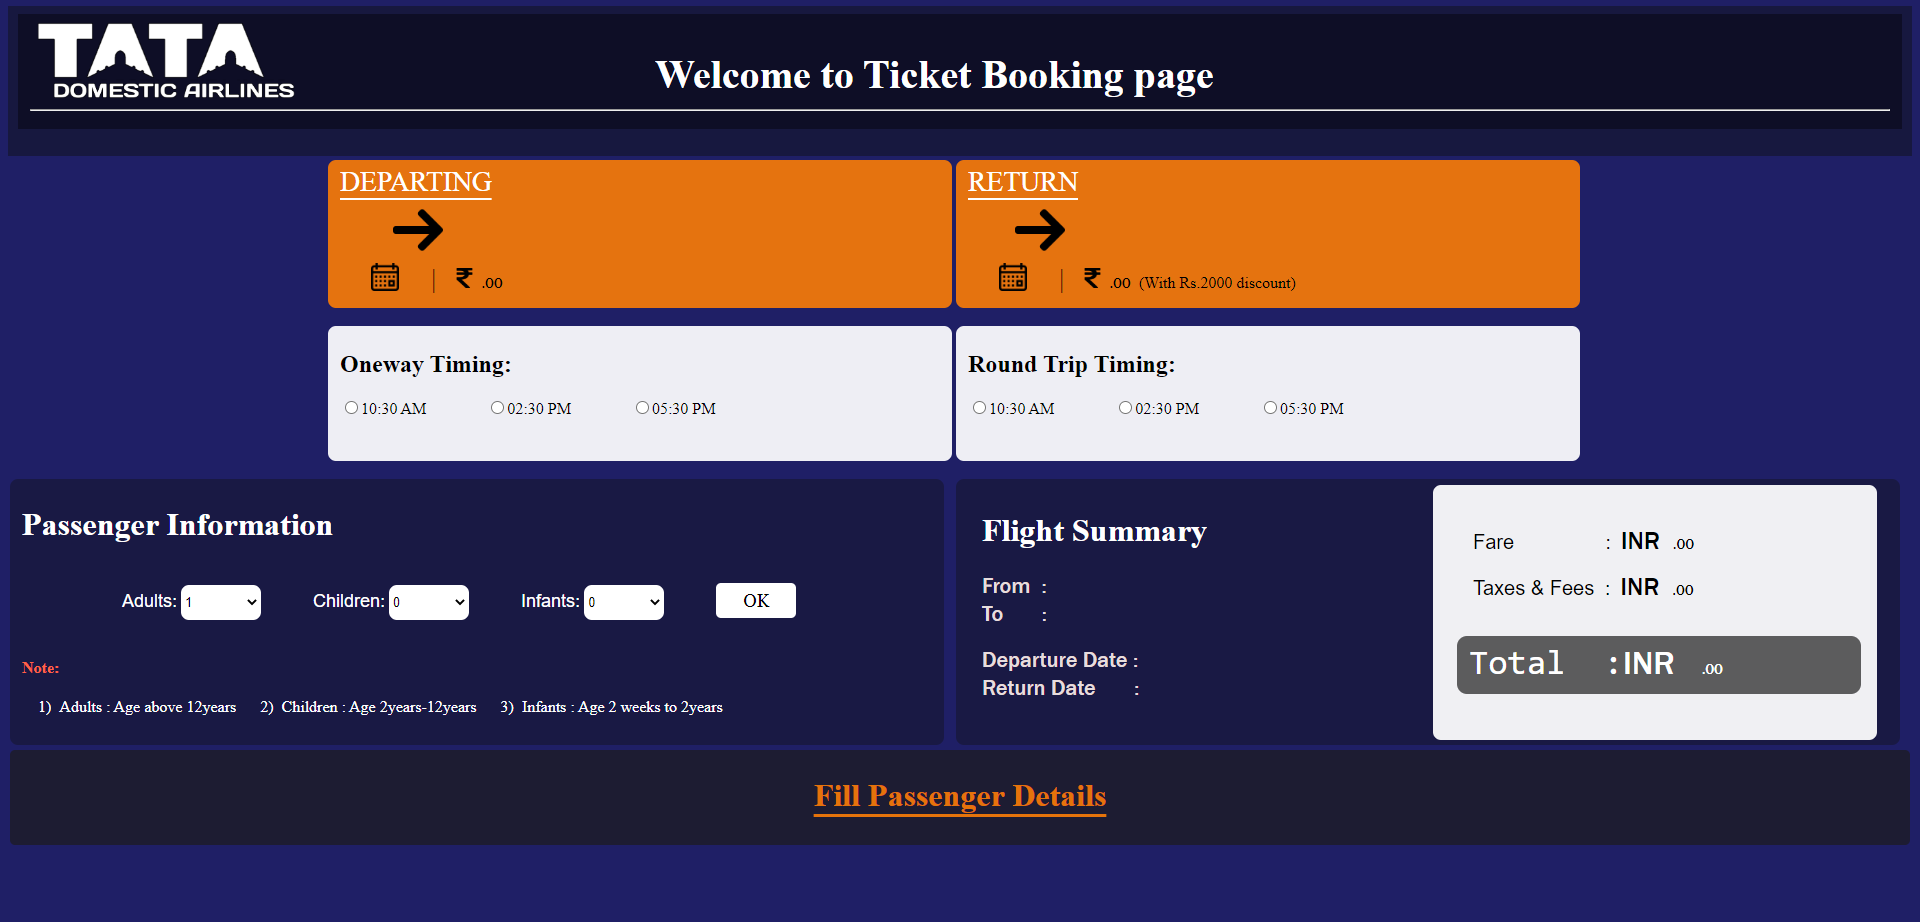 TATA
DOMESTIC AIRLINES
Welcome to Ticket Booking page
DEPARTING
| ₹ .00
RETURN
| ₹ .00 (With Rs.2000 discount)
Oneway Timing:
10:30 AM 02:30 PM 05:30 PM
Round Trip Timing:
10:30 AM 02:30 PM 05:30 PM
Passenger Information
Adults: 1 Children: 0 Infants: 0 OK
Note:
1) Adults : Age above 12years 2) Children : Age 2years-12years 3) Infants : Age 2 weeks to 2years
Flight Summary
From :
To :
Departure Date :
Return Date :
Fare : INR .00
Taxes & Fees : INR .00
Total :INR .00
Fill Passenger Details